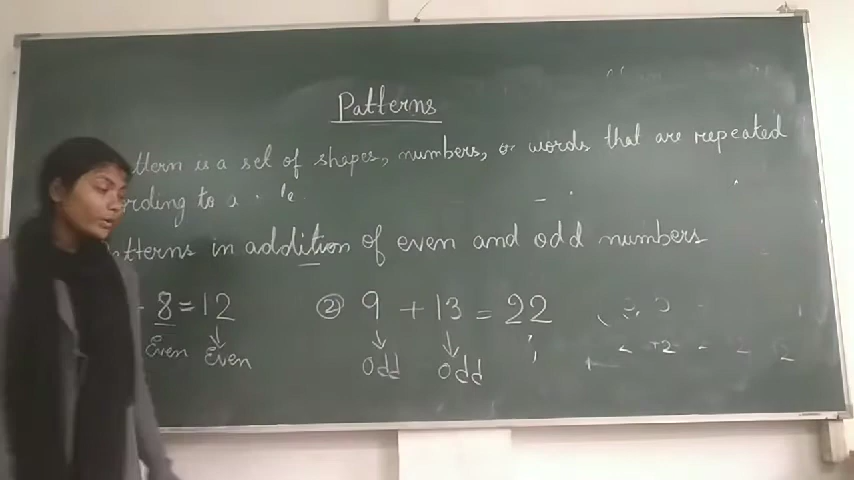 Patterns
ttern is a set of shapes, numbers, or words that are repeated
rding to a
tterns in addition of even and odd numbers
8 = 12 ② 9 + 13 = 22
Even Even Odd Odd